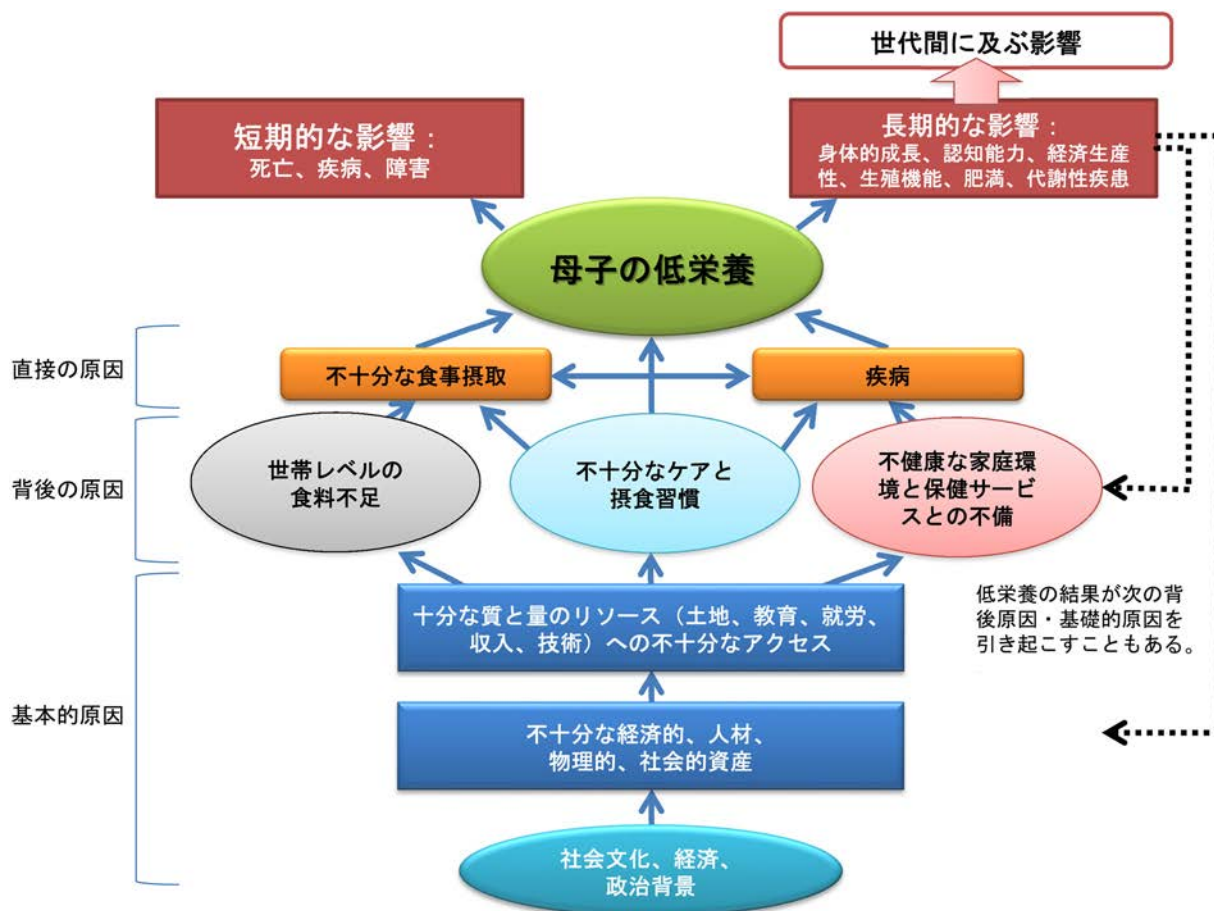 世代間に及ぶ影響
短期的な影響：
死亡、疾病、障害
長期的な影響：
身体的成長、認知能力、経済生産
性、生殖機能、肥満、代謝性疾患
母子の低栄養
直接の原因
不十分な食事摂取
疾病
背後の原因
世帯レベルの
食料不足
不十分なケアと
摂食習慣
不健康な家庭環
境と保健サービ
スとの不備
基本的原因
十分な質と量のリソース（土地、教育、就労、
収入、技術）への不十分なアクセス
低栄養の結果が次の背
後原因・基礎的原因を
引き起こすこともある。
不十分な経済的、人材、
物理的、社会的資産
社会文化、経済、
政治背景